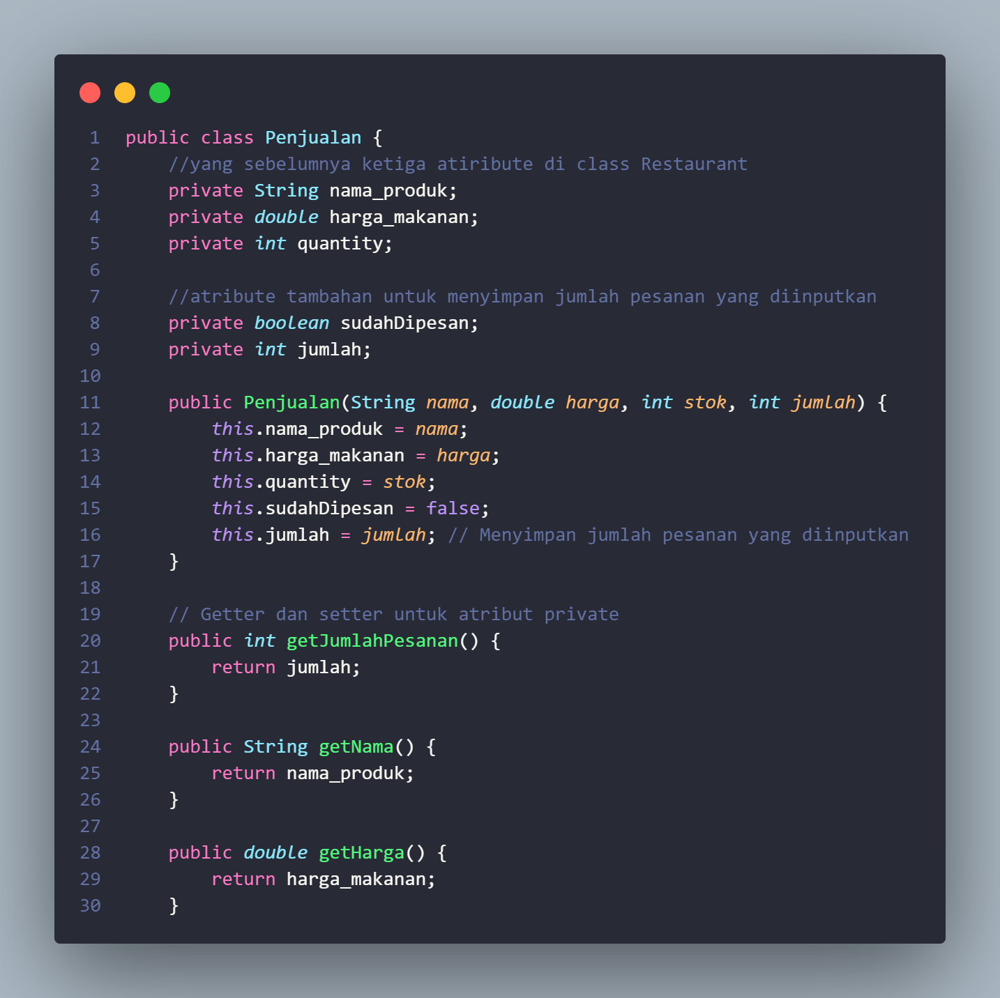 1 public class Penjualan {
2 //yang sebelumnya ketiga atiribute di class Restaurant
3 private String nama_produk;
4 private double harga_makanan;
5 private int quantity;
6
7 //atribute tambahan untuk menyimpan jumlah pesanan yang diinputkan
8 private boolean sudahDipesan;
9 private int jumlah;
10
11 public Penjualan(String nama, double harga, int stok, int jumlah) {
12 this.nama_produk = nama;
13 this.harga_makanan = harga;
14 this.quantity = stok;
15 this.sudahDipesan = false;
16 this.jumlah = jumlah; // Menyimpan jumlah pesanan yang diinputkan
17 }
18
19 // Getter dan setter untuk atribut private
20 public int getJumlahPesanan() {
21 return jumlah;
22 }
23
24 public String getNama() {
25 return nama_produk;
26 }
27
28 public double getHarga() {
29 return harga_makanan;
30 }